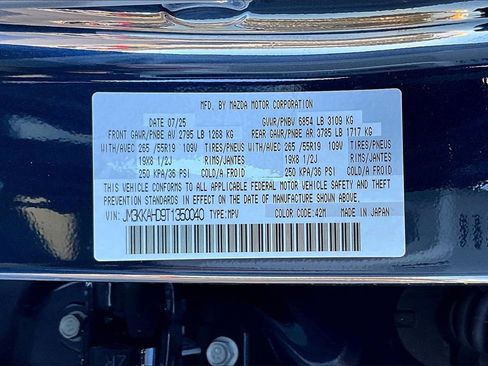 MFD. BY MAZDA MOTOR CORPORATION
DATE 07/25 GVWR/PNBV 6854 LB 3109 KG
FRONT GAWR/PNBE AV 2795 LB 1268 KG REAR GAWR/PNBE AR 3785 LB 1717 KG
WITH/AVEC 265/55R19 109V TIRES/PNEUS WITH/AVEC 265/55R19 109V TIRES/PNEUS
19X8 1/2J RIMS/JANTES 19X8 1/2J RIMS/JANTES
250 KPA/36 PSI COLD/A FROID 250 KPA/36 PSI COLD/A FROID
THIS VEHICLE CONFORMS TO ALL APPLICABLE FEDERAL MOTOR VEHICLE SAFETY AND THEFT
PREVENTION STANDARDS IN EFFECT ON THE DATE OF MANUFACTURE SHOWN ABOVE.
VIN: JM3KKAHD9T1350040 TYPE:MPV COLOR CODE:42M MADE IN JAPAN